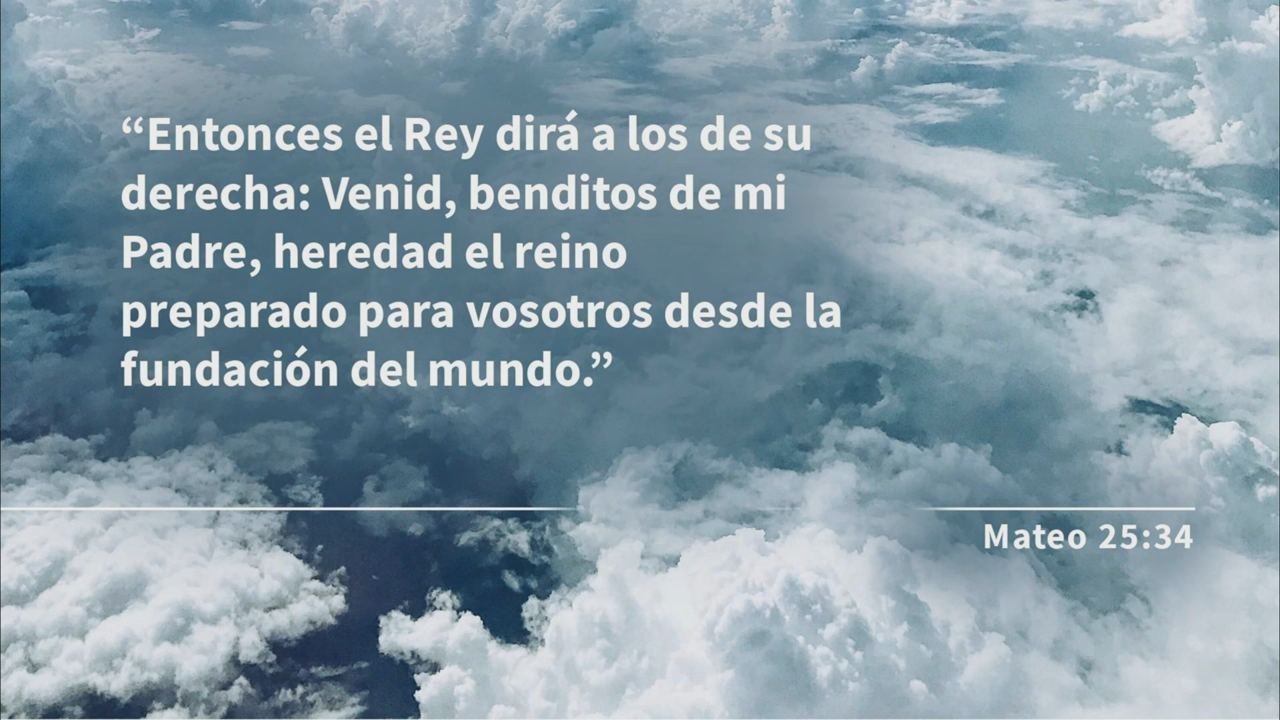 “Entonces el Rey dirá a los de su
derecha: Venid, benditos de mi
Padre, heredad el reino
preparado para vosotros desde la
fundación del mundo.”
Mateo 25:34